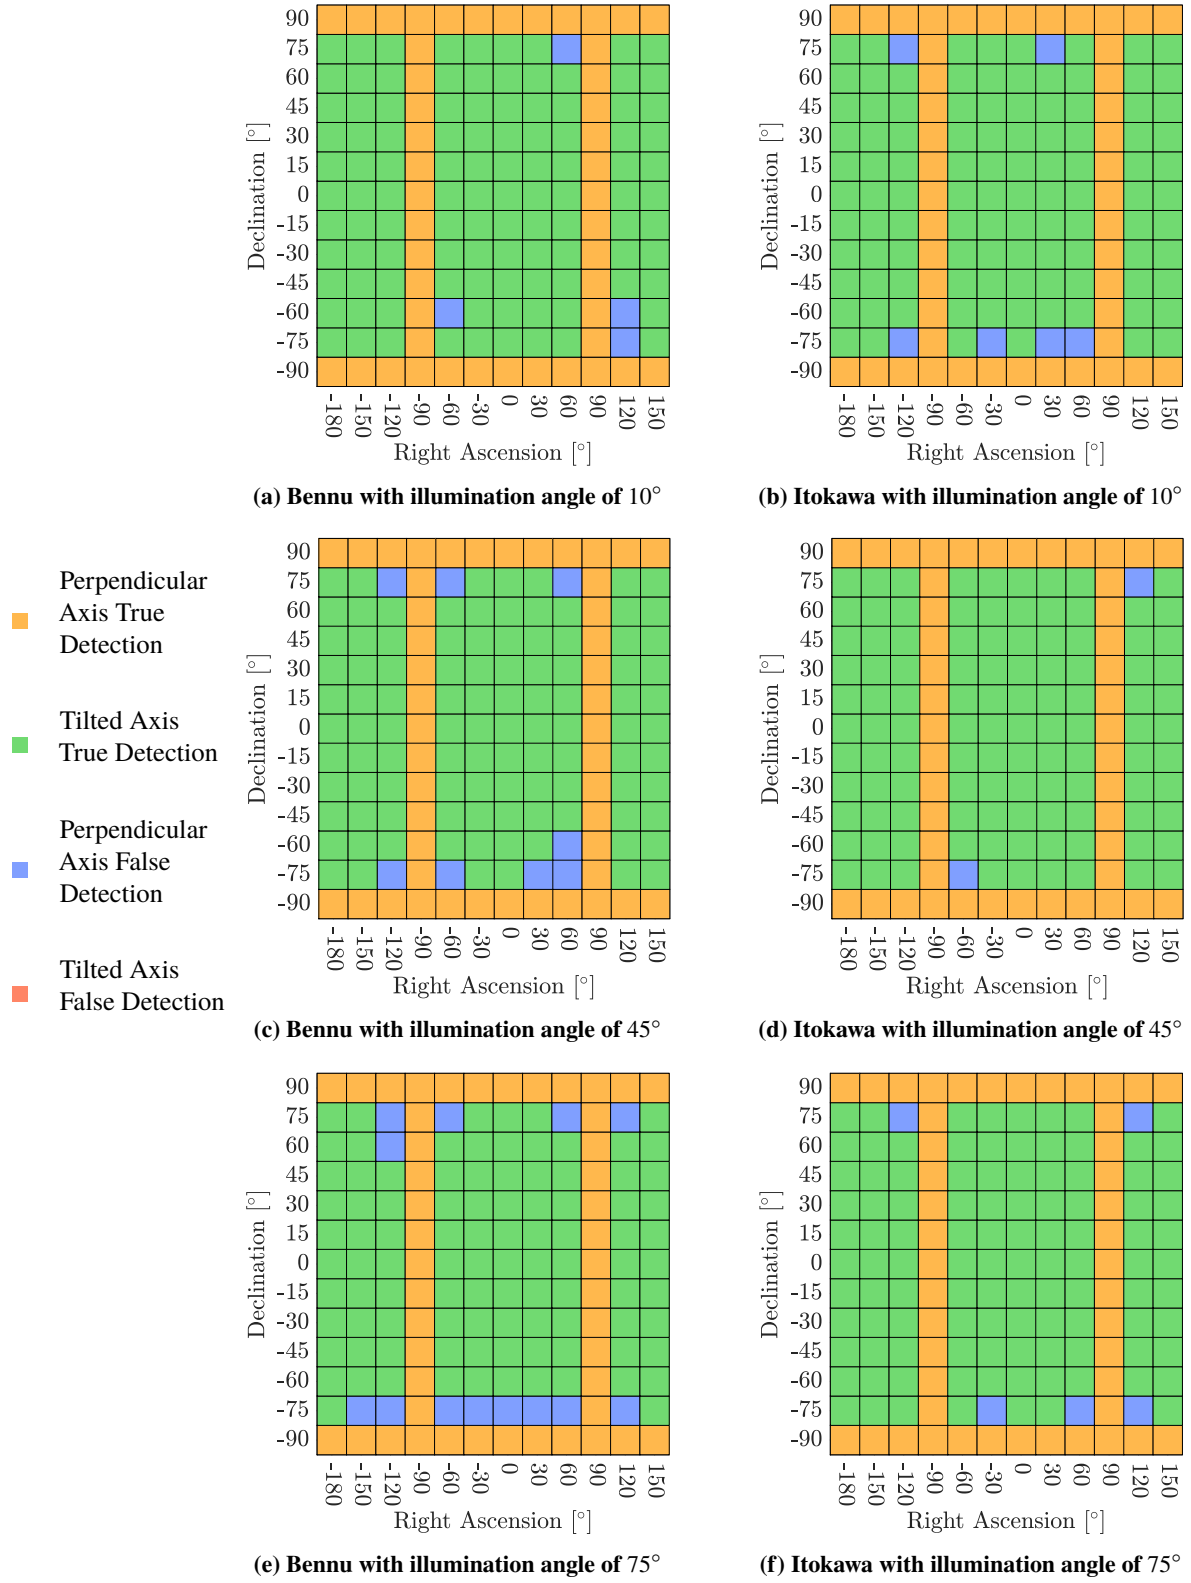 90
75
60
45
30
15
0
-15
-30
-45
-60
-75
-90
Declination [°]
-180 -150 -120 -90 -60 -30 0 30 60 90 120 150
Right Ascension [°]
(a) Bennu with illumination angle of 10°
90
75
60
45
30
15
0
-15
-30
-45
-60
-75
-90
Declination [°]
-180 -150 -120 -90 -60 -30 0 30 60 90 120 150
Right Ascension [°]
(b) Itokawa with illumination angle of 10°
Perpendicular
Axis True
Detection
Tilted Axis
True Detection
Perpendicular
Axis False
Detection
Tilted Axis
False Detection
90
75
60
45
30
15
0
-15
-30
-45
-60
-75
-90
Declination [°]
-180 -150 -120 -90 -60 -30 0 30 60 90 120 150
Right Ascension [°]
(c) Bennu with illumination angle of 45°
90
75
60
45
30
15
0
-15
-30
-45
-60
-75
-90
Declination [°]
-180 -150 -120 -90 -60 -30 0 30 60 90 120 150
Right Ascension [°]
(d) Itokawa with illumination angle of 45°
90
75
60
45
30
15
0
-15
-30
-45
-60
-75
-90
Declination [°]
-180 -150 -120 -90 -60 -30 0 30 60 90 120 150
Right Ascension [°]
(e) Bennu with illumination angle of 75°
90
75
60
45
30
15
0
-15
-30
-45
-60
-75
-90
Declination [°]
-180 -150 -120 -90 -60 -30 0 30 60 90 120 150
Right Ascension [°]
(f) Itokawa with illumination angle of 75°